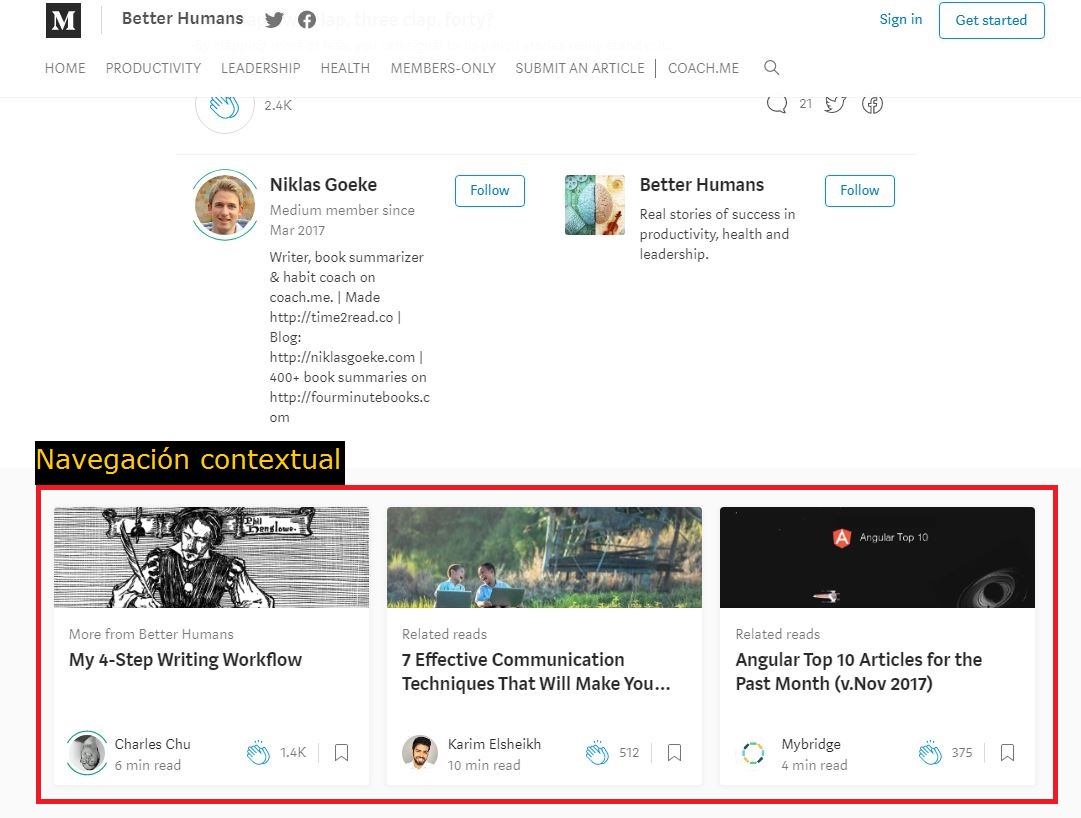 M Better Humans
Sign in Get started
HOME PRODUCTIVITY LEADERSHIP HEALTH MEMBERS-ONLY SUBMIT AN ARTICLE COACH.ME
2.4K 21
Niklas Goeke
Follow
Medium member since
Mar 2017
Writer, book summarizer
& habit coach on
coach.me. | Made
http://time2read.co |
Blog:
http://niklasgoeke.com |
400+ book summaries on
http://fourminutebooks.c
om
Better Humans
Follow
Real stories of success in
productivity, health and
leadership.
Navegación contextual
Phil
Denslowe.
More from Better Humans
My 4-Step Writing Workflow
Charles Chu
6 min read
1.4K
Related reads
7 Effective Communication
Techniques That Will Make You...
Karim Elsheikh
10 min read
512
A Angular Top 10
Related reads
Angular Top 10 Articles for the
Past Month (v.Nov 2017)
Mybridge
4 min read
375